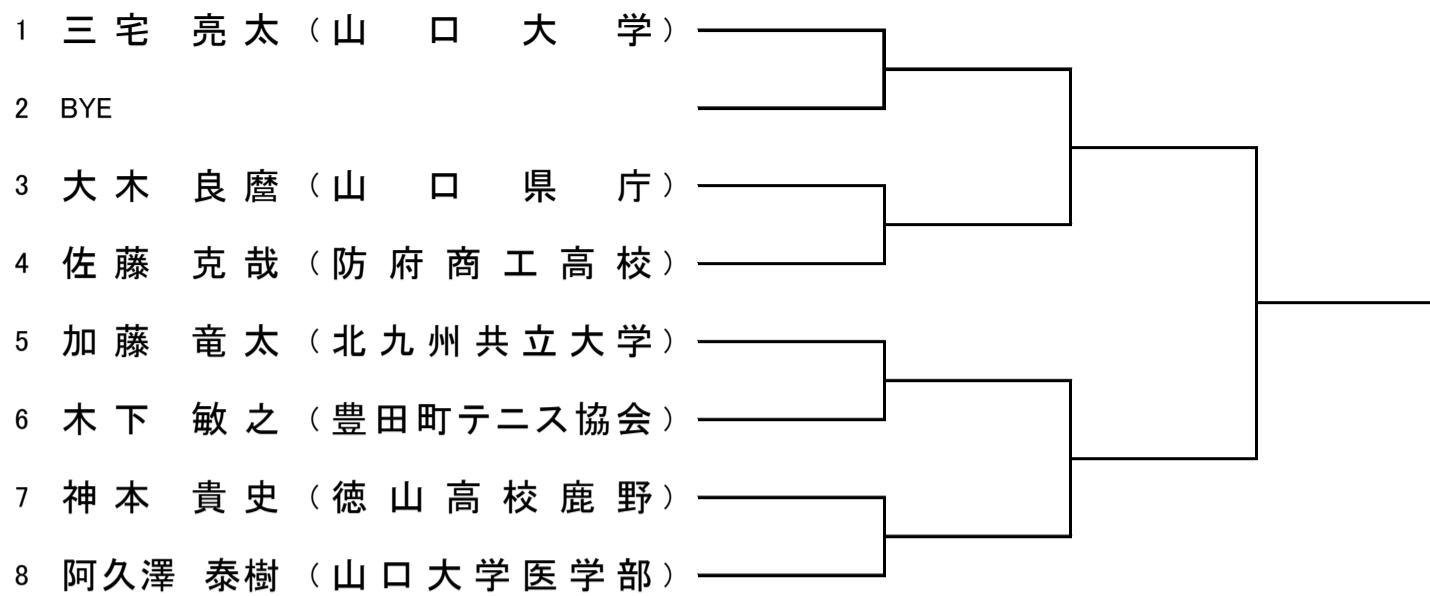 1 三宅 亮太 (山口大学)
2 BYE
3 大木 良麿 (山口県庁)
4 佐藤 克哉 (防府商工高校)
5 加藤 竜太 (北九州共立大学)
6 木下 敏之 (豊田町テニス協会)
7 神本 貴史 (徳山高校鹿野)
8 阿久澤 泰樹 (山口大学医学部)